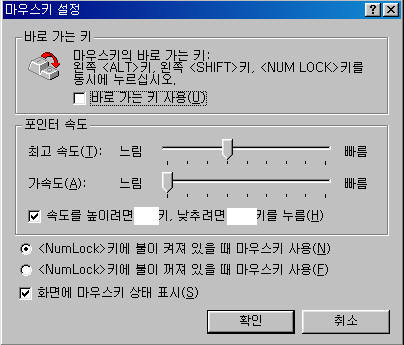 마우스키 설정
바로 가는 키
마우스키의 바로 가는 키:
왼쪽 <ALT>키, 왼쪽 <SHIFT>키, <NUM LOCK>키를
동시에 누르십시오.
바로 가는 키 사용(U)
포인터 속도
최고 속도(T): 느림 빠름
가속도(A): 느림 빠름
속도를 높이려면 키, 낮추려면 키를 누름(H)
<NumLock>키에 불이 켜져 있을 때 마우스키 사용(N)
<NumLock>키에 불이 꺼져 있을 때 마우스키 사용(F)
화면에 마우스키 상태 표시(S)
확인 취소